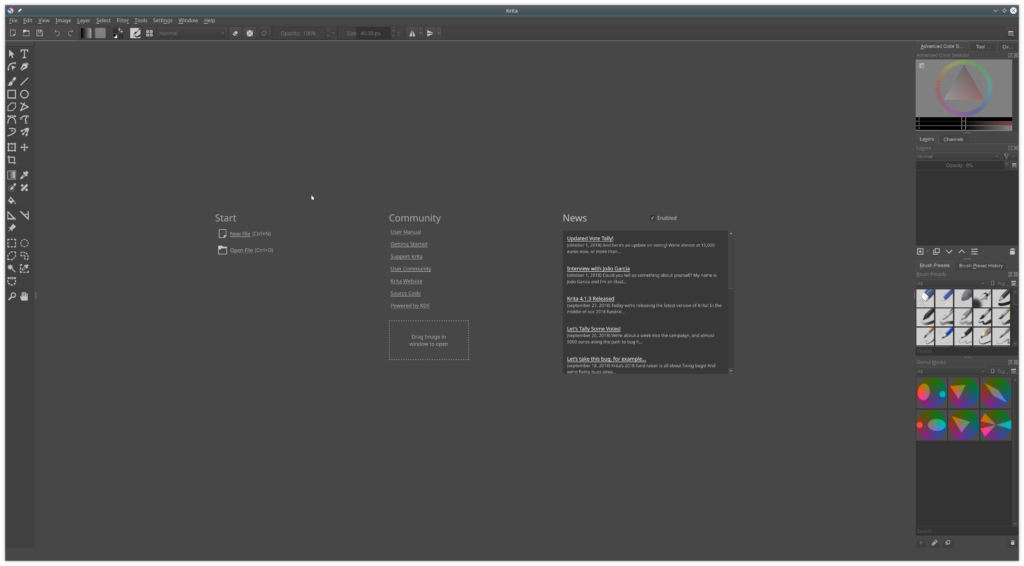 Krita
File Edit View Image Layer Select Filter Tools Settings Window Help
Normal
Opacity: 100%
Size: 40.00 px
Advanced Color S... Tool ... Ov...
Advanced Color Selector
Layers Channels
Layers
Normal
Opacity: 0%
Start
New File (Ctrl+N)
Open File (Ctrl+O)
Community
User Manual
Getting Started
Support Krita
User Community
Krita Website
Source Code
Powered by KDE
Drag Image in
window to open
News
Enabled
Updated Vote Tally!
(october 1, 2018) And here's an update on voting! We're almost at 15,000
euros now, or more than...
Interview with João Garcia
(october 1, 2018) Could you tell us something about yourself? My name is
João Garcia and I'm an illust...
Krita 4.1.3 Released
(september 27, 2018) Today we're releasing the latest version of Krita! In the
middle of our 2018 fundrai...
Let's Tally Some Votes!
(september 20, 2018) We're about a week into the campaign, and almost
5000 euros along the path to bug f...
Let's take this bug, for example...
(september 18, 2018) Krita's 2018 fund raiser is all about fixing bugs! And
we're fixing bugs alrea...
Brush Presets Brush Preset History
Brush Presets
All
Tag
Search
Gamut Masks
All
Tag
Search